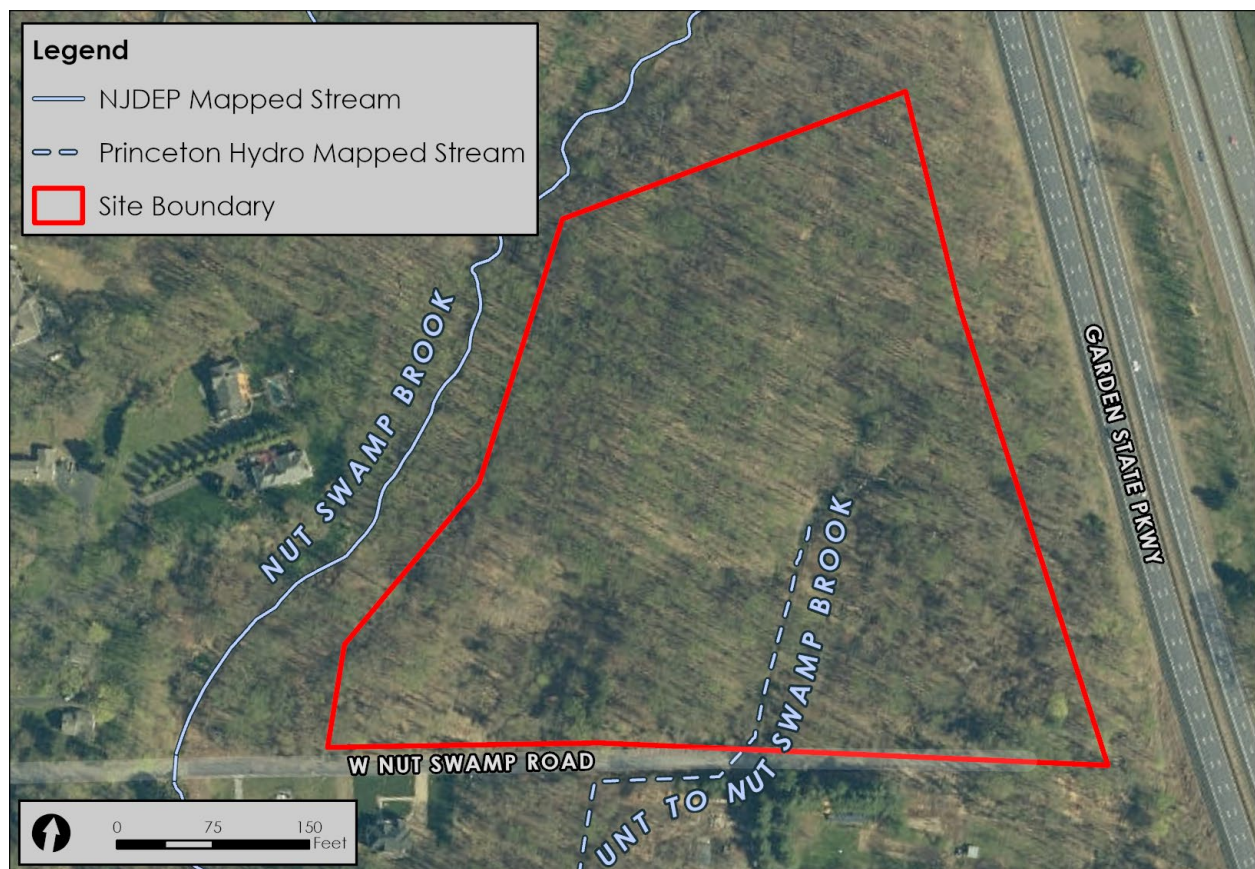 Legend
NJDEP Mapped Stream
Princeton Hydro Mapped Stream
Site Boundary
NUT SWAMP BROOK
GARDEN STATE PKWY
UNT TO NUT SWAMP BROOK
W NUT SWAMP ROAD
0 75 150
Feet